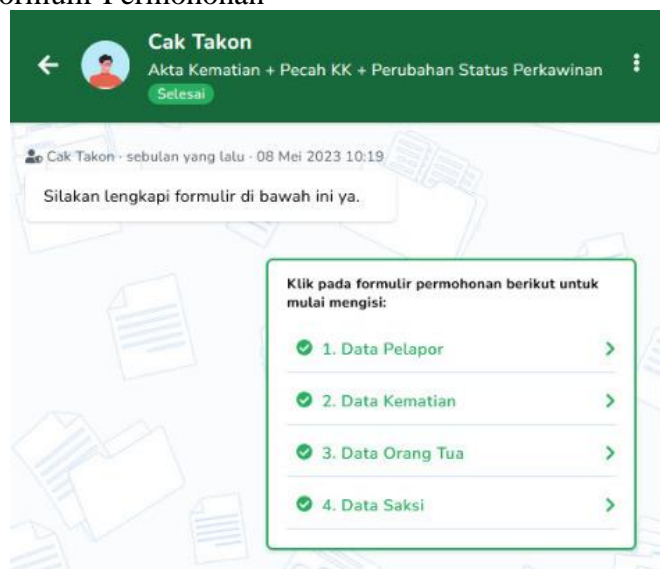 Formulir Permohonan
Cak Takon
Akta Kematian + Pecah KK + Perubahan Status Perkawinan
Selesai
Cak Takon · sebulan yang lalu · 08 Mei 2023 10:19
Silakan lengkapi formulir di bawah ini ya.
Klik pada formulir permohonan berikut untuk
mulai mengisi:
1. Data Pelapor
2. Data Kematian
3. Data Orang Tua
4. Data Saksi